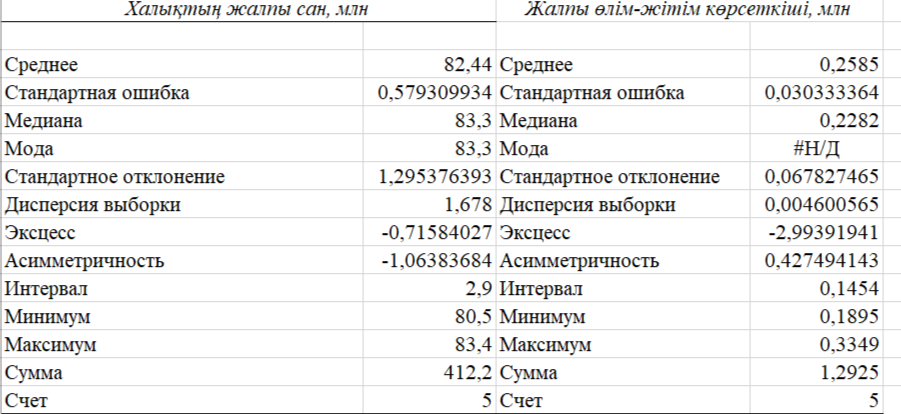 Халықтың жалпы сан, млн Жалпы өлім-жітім көрсеткіші, млн
Среднее 82,44 Среднее 0,2585
Стандартная ошибка 0,579309934 Стандартная ошибка 0,030333364
Медиана 83,3 Медиана 0,2282
Мода 83,3 Мода #Н/Д
Стандартное отклонение 1,295376393 Стандартное отклонение 0,067827465
Дисперсия выборки 1,678 Дисперсия выборки 0,004600565
Эксцесс -0,71584027 Эксцесс -2,99391941
Асимметричность -1,06383684 Асимметричность 0,427494143
Интервал 2,9 Интервал 0,1454
Минимум 80,5 Минимум 0,1895
Максимум 83,4 Максимум 0,3349
Сумма 412,2 Сумма 1,2925
Счет 5 Счет 5